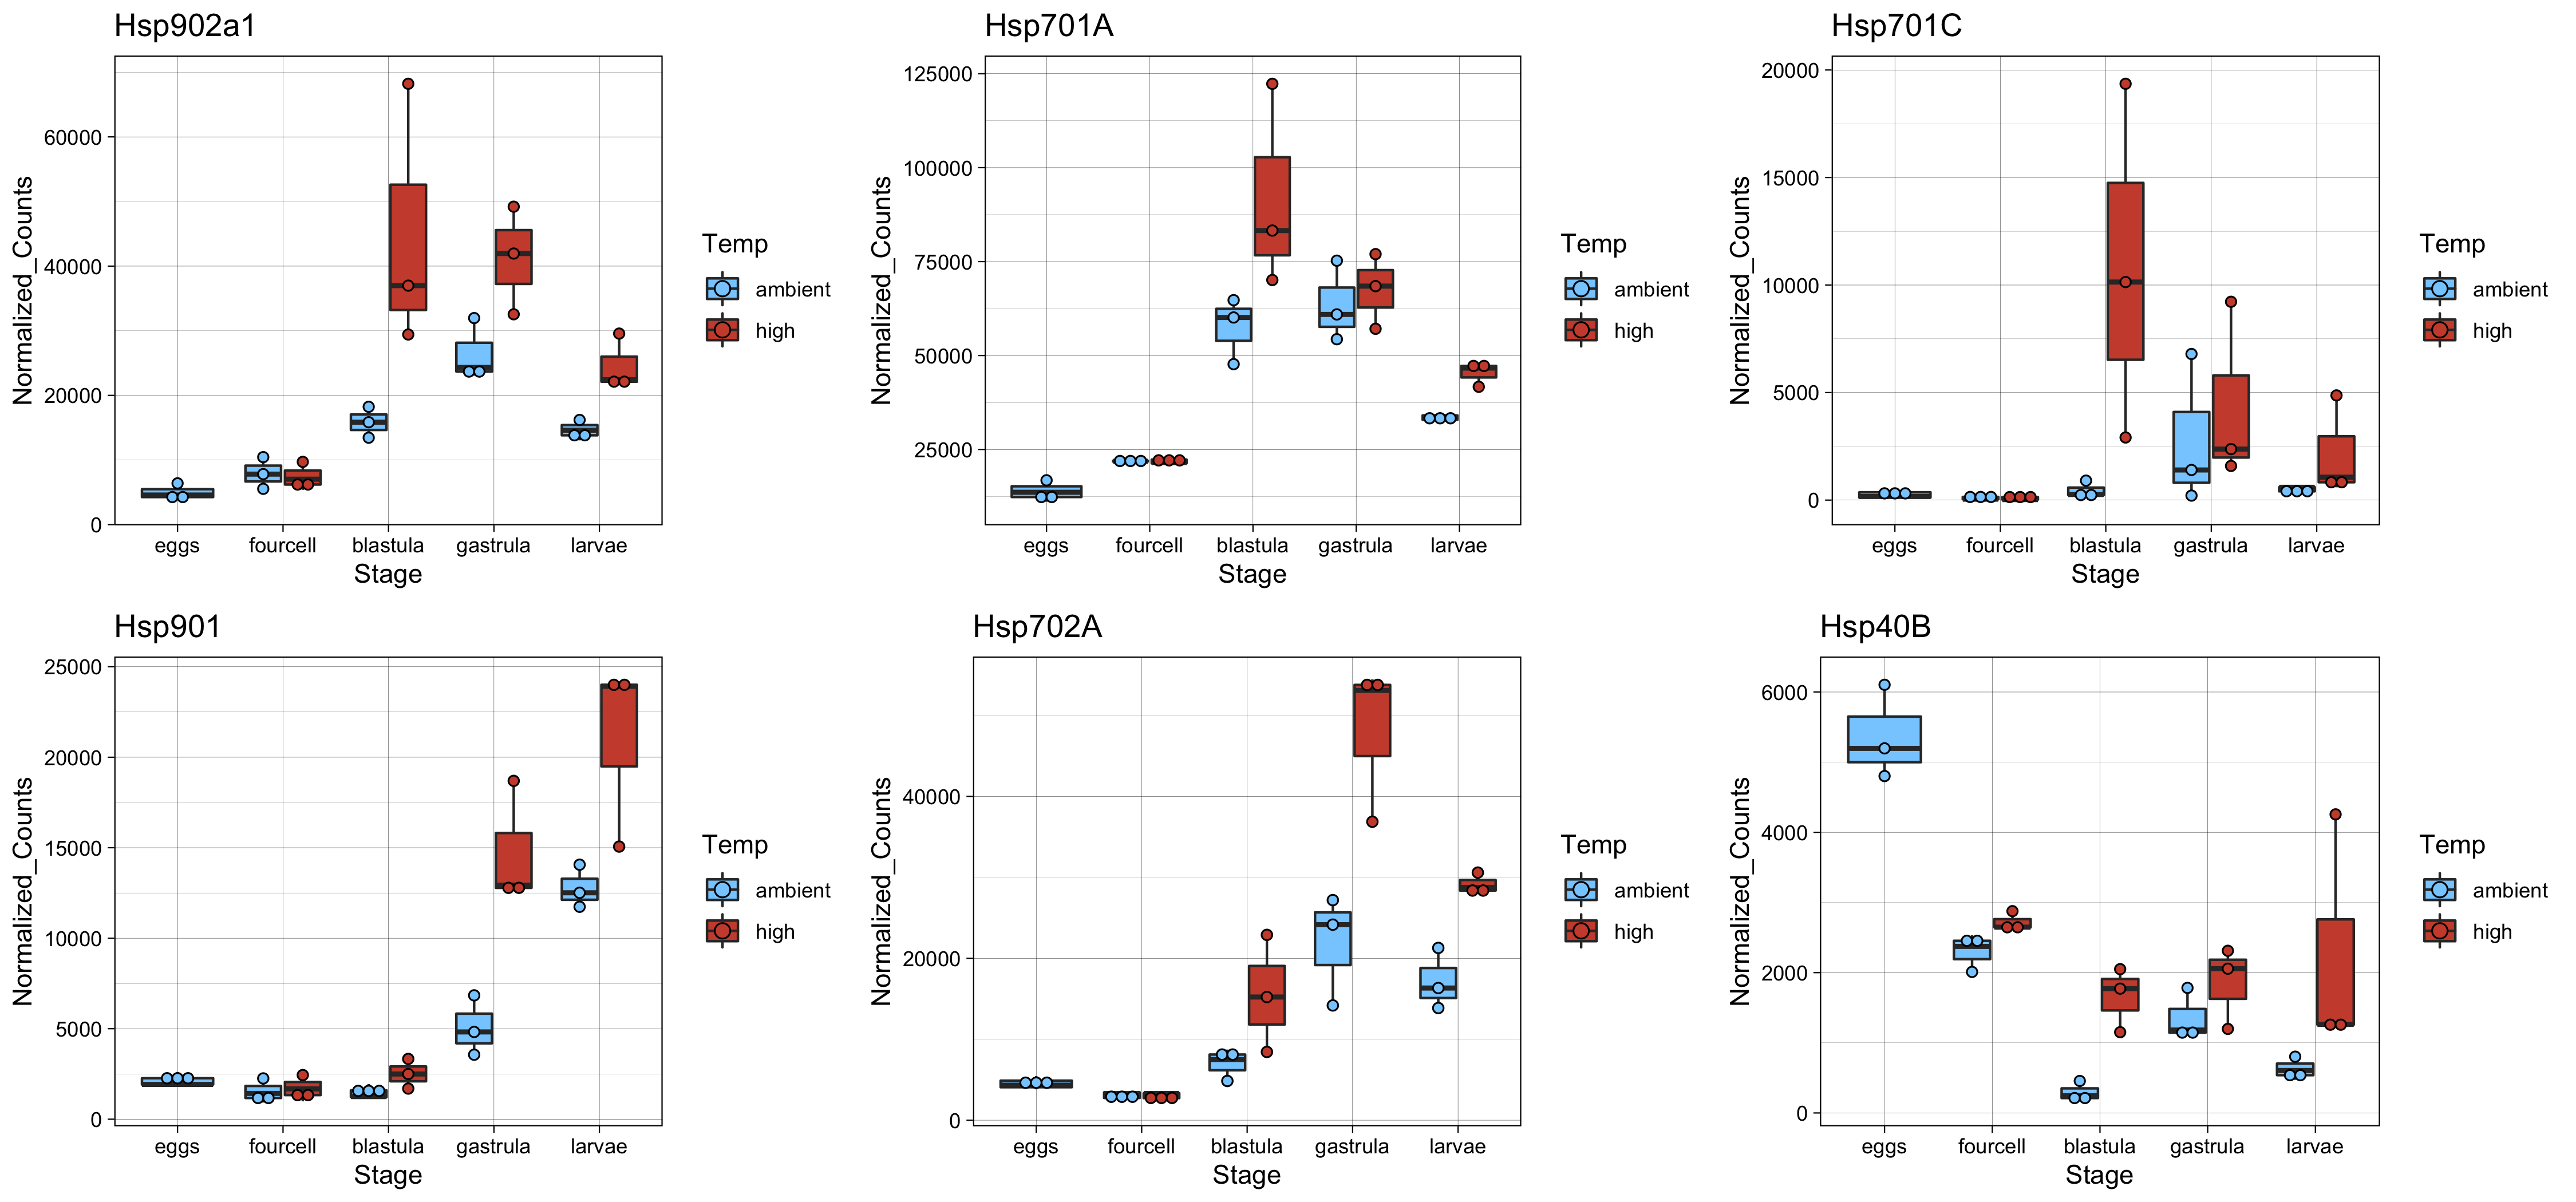 Hsp902a1
Normalized_Counts
60000
40000
20000
0
eggs fourcell blastula gastrula larvae
Stage
Temp
ambient
high
Hsp701A
Normalized_Counts
125000
100000
75000
50000
25000
eggs fourcell blastula gastrula larvae
Stage
Temp
ambient
high
Hsp701C
Normalized_Counts
20000
15000
10000
5000
0
eggs fourcell blastula gastrula larvae
Stage
Temp
ambient
high
Hsp901
Normalized_Counts
25000
20000
15000
10000
5000
0
eggs fourcell blastula gastrula larvae
Stage
Temp
ambient
high
Hsp702A
Normalized_Counts
40000
20000
0
eggs fourcell blastula gastrula larvae
Stage
Temp
ambient
high
Hsp40B
Normalized_Counts
6000
4000
2000
0
eggs fourcell blastula gastrula larvae
Stage
Temp
ambient
high